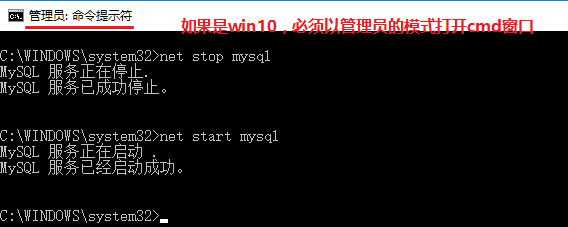 管理员: 命令提示符
如果是win10，必须以管理员的模式打开cmd窗口
C:\WINDOWS\system32>net stop mysql
MySQL 服务正在停止.
MySQL 服务已成功停止。
C:\WINDOWS\system32>net start mysql
MySQL 服务正在启动 .
MySQL 服务已经启动成功。
C:\WINDOWS\system32>